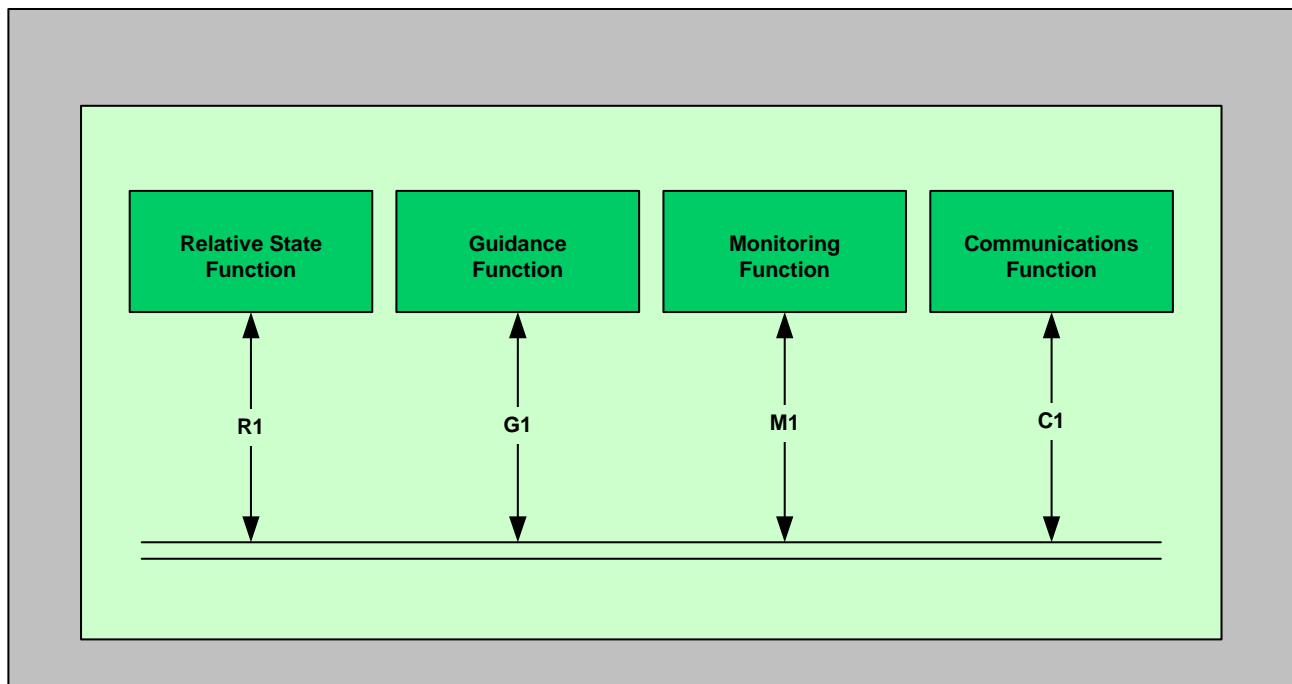 Relative State
Function
Guidance
Function
Monitoring
Function
Communications
Function
R1
G1
M1
C1